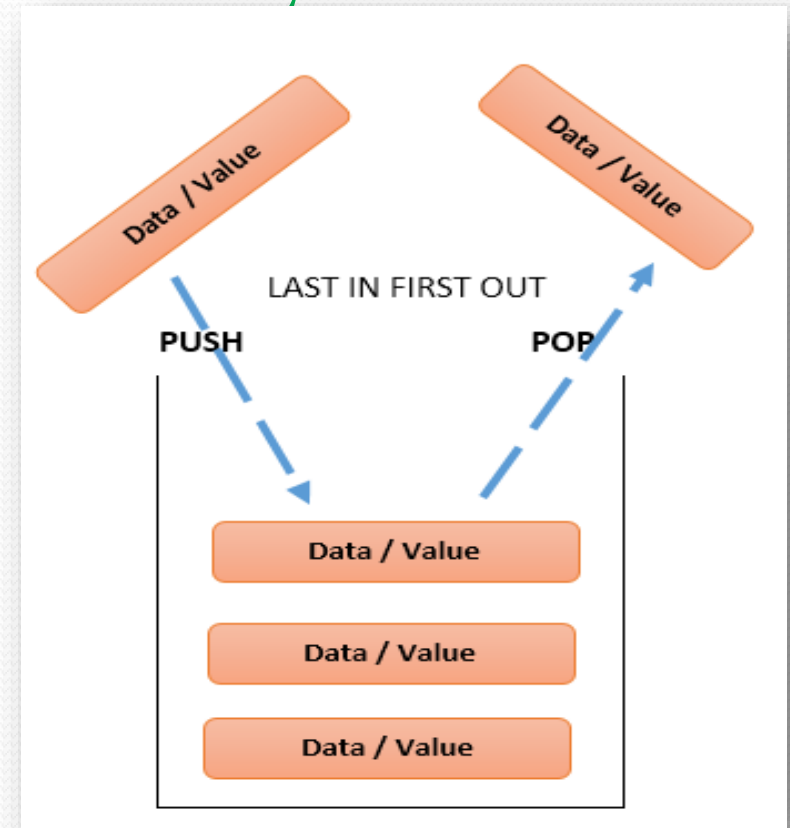 Data / Value
Data / Value
LAST IN FIRST OUT
PUSH
POP
Data / Value
Data / Value
Data / Value